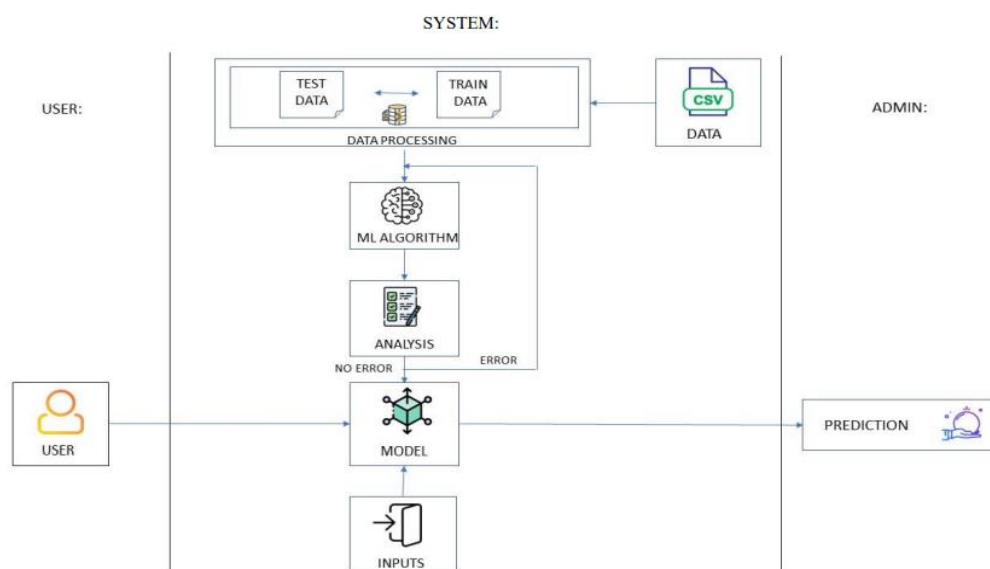 SYSTEM:
USER:
TEST
DATA
TRAIN
DATA
DATA PROCESSING
CSV
DATA
ADMIN:
ML ALGORITHM
ANALYSIS
NO ERROR
ERROR
USER
MODEL
PREDICTION
INPUTS